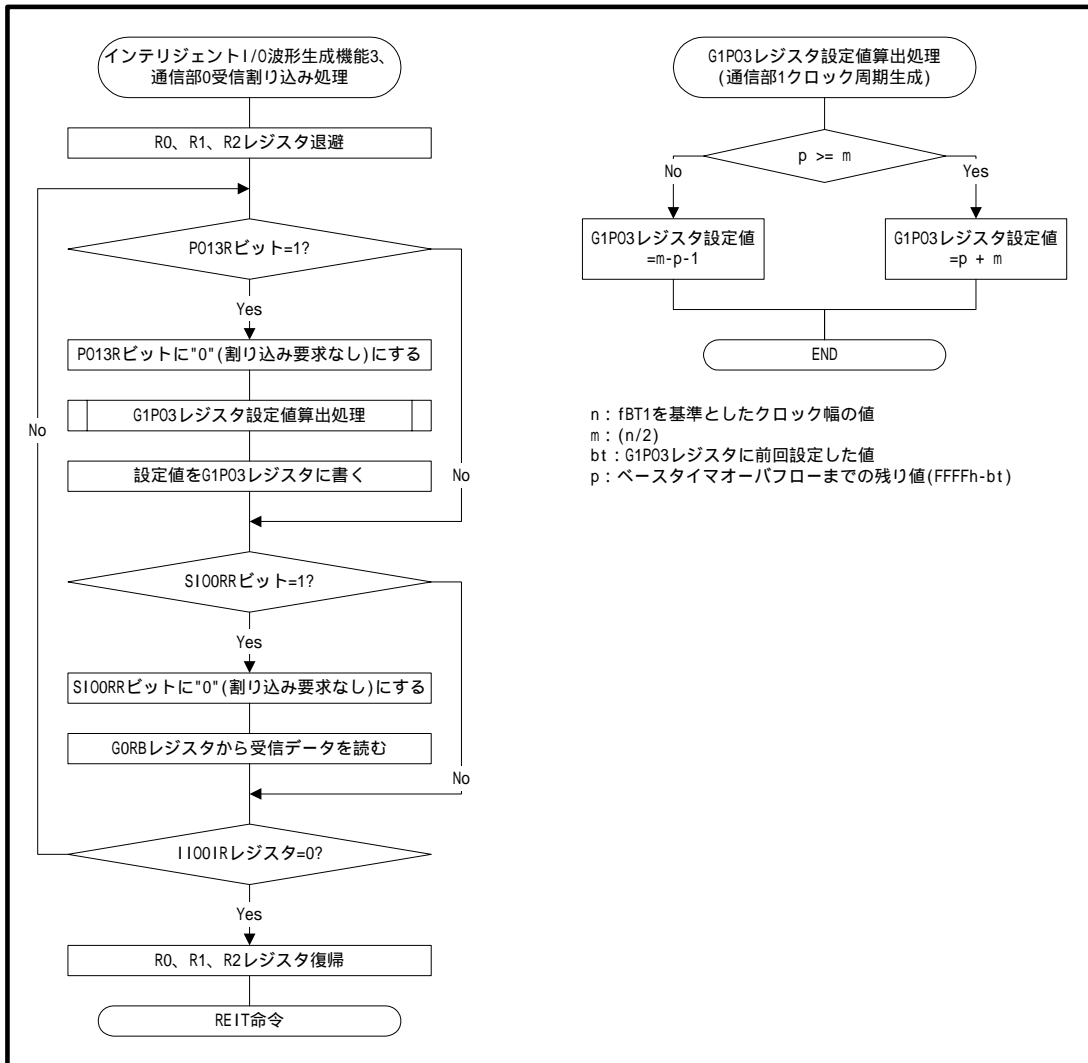 インテリジェントI/O波形生成機能3、
通信部0受信割り込み処理
R0、R1、R2レジスタ退避
PO13Rビット=1?
Yes
PO13Rビットに"0"(割り込み要求なし)にする
G1PO3レジスタ設定値算出処理
No
設定値をG1PO3レジスタに書く
No
SIO0RRビット=1?
Yes
SIO0RRビットに"0"(割り込み要求なし)にする
G0RBレジスタから受信データを読む
No
IIO0IRレジスタ=0?
Yes
R0、R1、R2レジスタ復帰
REIT命令
G1PO3レジスタ設定値算出処理
(通信部1クロック周期生成)
p >= m
No
Yes
G1PO3レジスタ設定値
=m-p-1
G1PO3レジスタ設定値
=p + m
END
n：fBT1を基準としたクロック幅の値
m：(n/2)
bt：G1PO3レジスタに前回設定した値
p：ベースタイマオーバフローまでの残り値(FFFFh-bt)